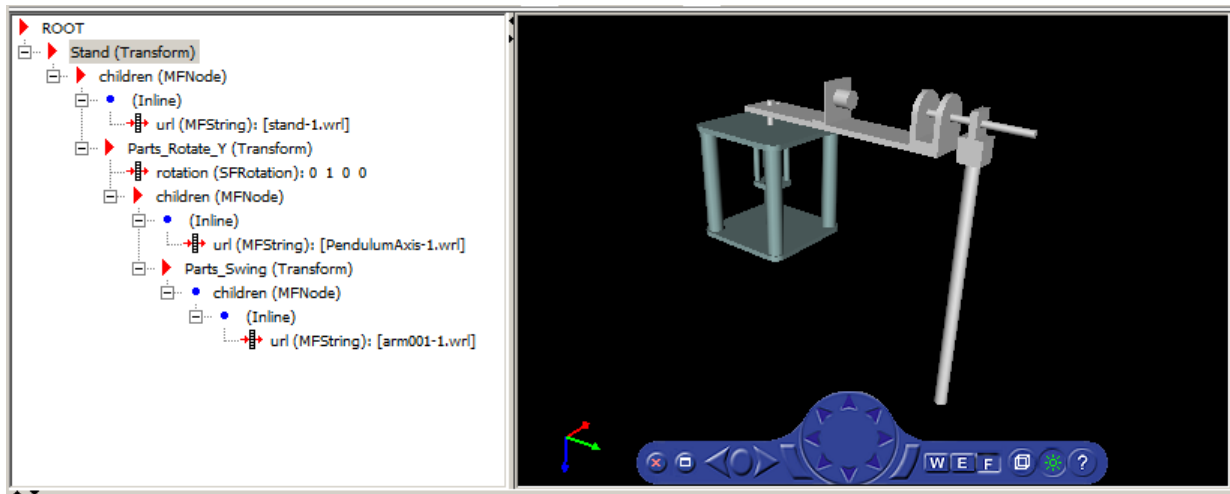 ROOT
Stand (Transform)
children (MFNode)
(Inline)
url (MFString): [stand-1.wrl]
Parts_Rotate_Y (Transform)
rotation (SFRotation): 0 1 0 0
children (MFNode)
(Inline)
url (MFString): [PendulumAxis-1.wrl]
Parts_Swing (Transform)
children (MFNode)
(Inline)
url (MFString): [arm001-1.wrl]
W E F ?